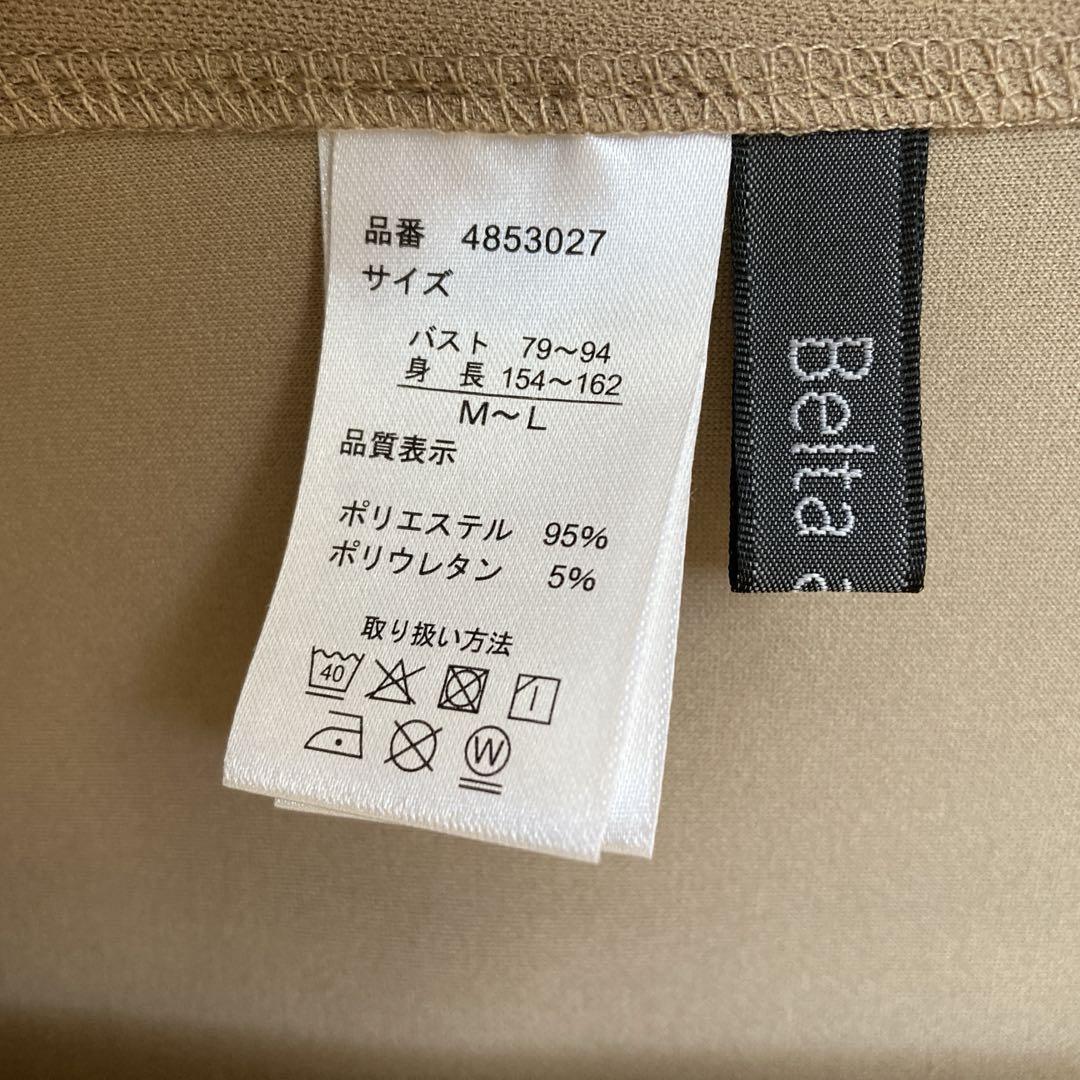 品番 4853027
サイズ
バスト 79～94
身 長 154～162
M～L
品質表示
ポリエステル 95%
ポリウレタン 5%
取り扱い方法
40
W
Belta